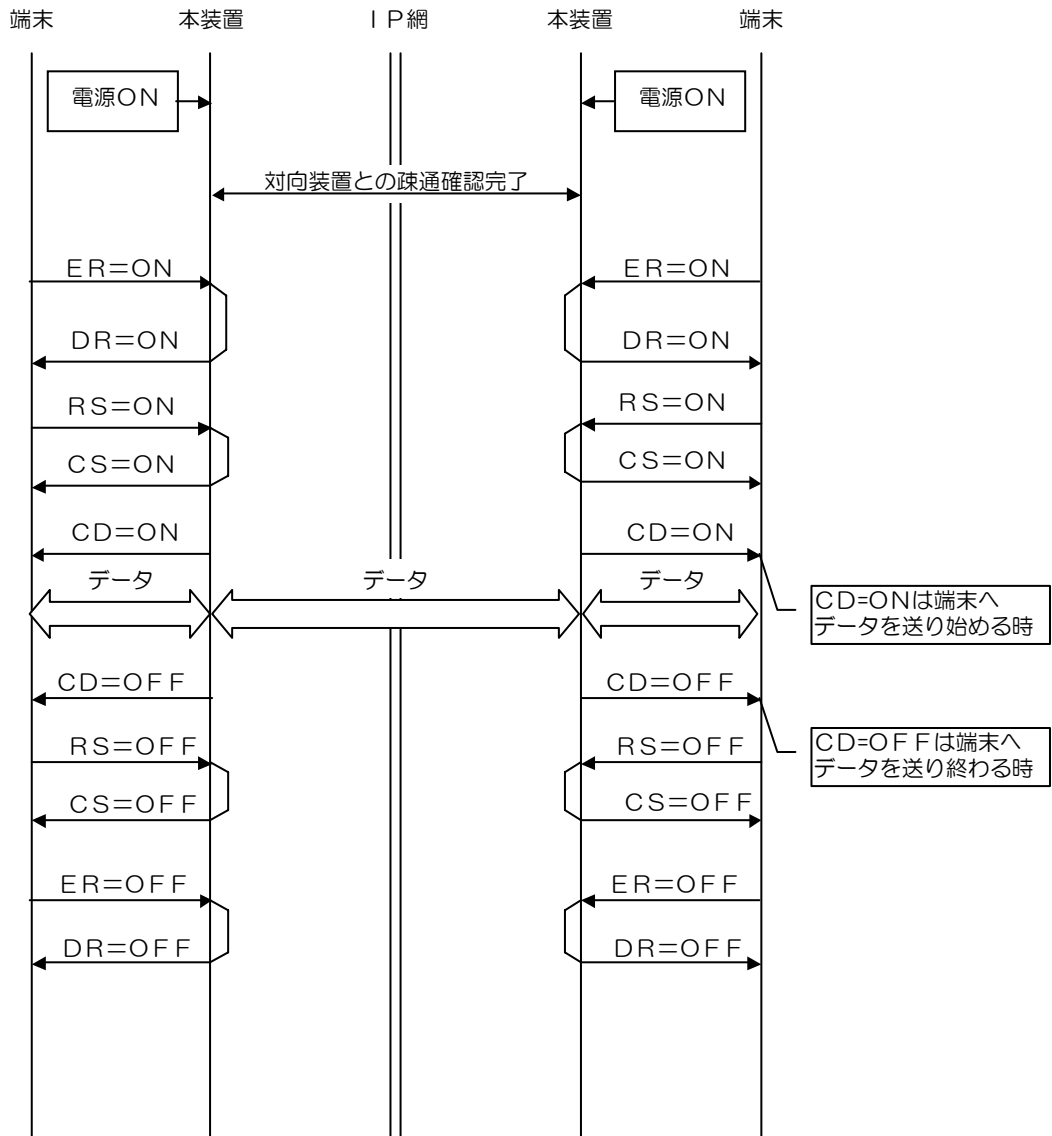 端末 本装置 ＩＰ網 本装置 端末
電源ＯＮ 電源ＯＮ
対向装置との疎通確認完了
ＥＲ＝ＯＮ ＥＲ＝ＯＮ
ＤＲ＝ＯＮ ＤＲ＝ＯＮ
ＲＳ＝ＯＮ ＲＳ＝ＯＮ
ＣＳ＝ＯＮ ＣＳ＝ＯＮ
ＣＤ＝ＯＮ ＣＤ＝ＯＮ
データ データ データ
CD=ＯＮは端末へ
データを送り始める時
ＣＤ＝ＯＦＦ ＣＤ＝ＯＦＦ
ＲＳ＝ＯＦＦ ＲＳ＝ＯＦＦ
CD=ＯＦＦは端末へ
データを送り終わる時
ＣＳ＝ＯＦＦ ＣＳ＝ＯＦＦ
ＥＲ＝ＯＦＦ ＥＲ＝ＯＦＦ
ＤＲ＝ＯＦＦ ＤＲ＝ＯＦＦ